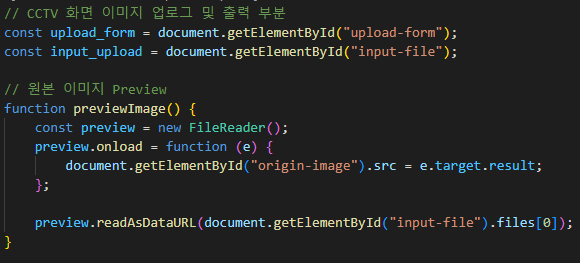 // CCTV 화면 이미지 업로그 및 출력 부분
const upload_form = document.getElementById("upload-form");
const input_upload = document.getElementById("input-file");

// 원본 이미지 Preview
function previewImage() {
    const preview = new FileReader();
    preview.onload = function (e) {
        document.getElementById("origin-image").src = e.target.result;
    };

    preview.readAsDataURL(document.getElementById("input-file").files[0]);
}